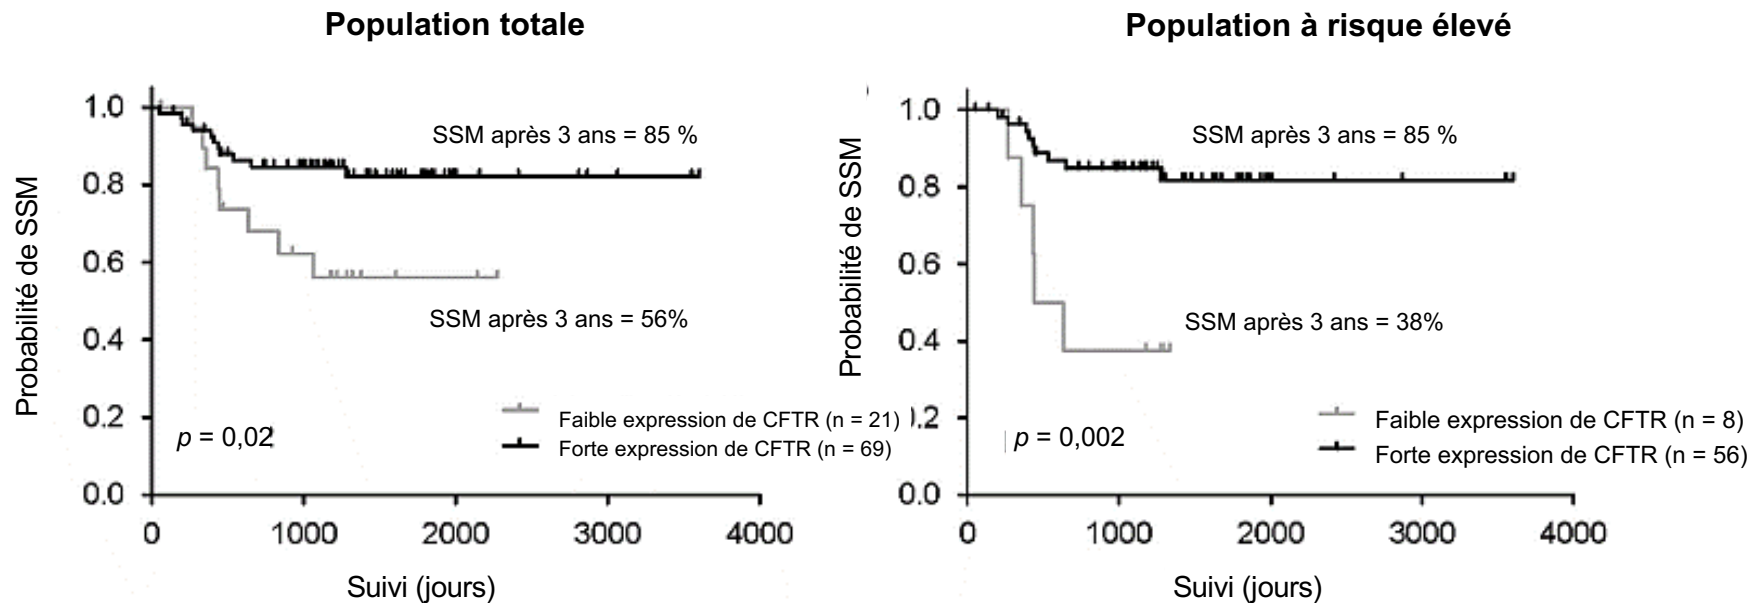 Population totale
Probabilité de SSM
1.0
0.8
0.6
0.4
0.2
0.0
SSM après 3 ans = 85 %
SSM après 3 ans = 56%
Faible expression de CFTR (n = 21)
Forte expression de CFTR (n = 69)
p = 0,02
0 1000 2000 3000 4000
Suivi (jours)
Population à risque élevé
Probabilité de SSM
1.0
0.8
0.6
0.4
0.2
0.0
SSM après 3 ans = 85 %
SSM après 3 ans = 38%
Faible expression de CFTR (n = 8)
Forte expression de CFTR (n = 56)
p = 0,002
0 1000 2000 3000 4000
Suivi (jours)